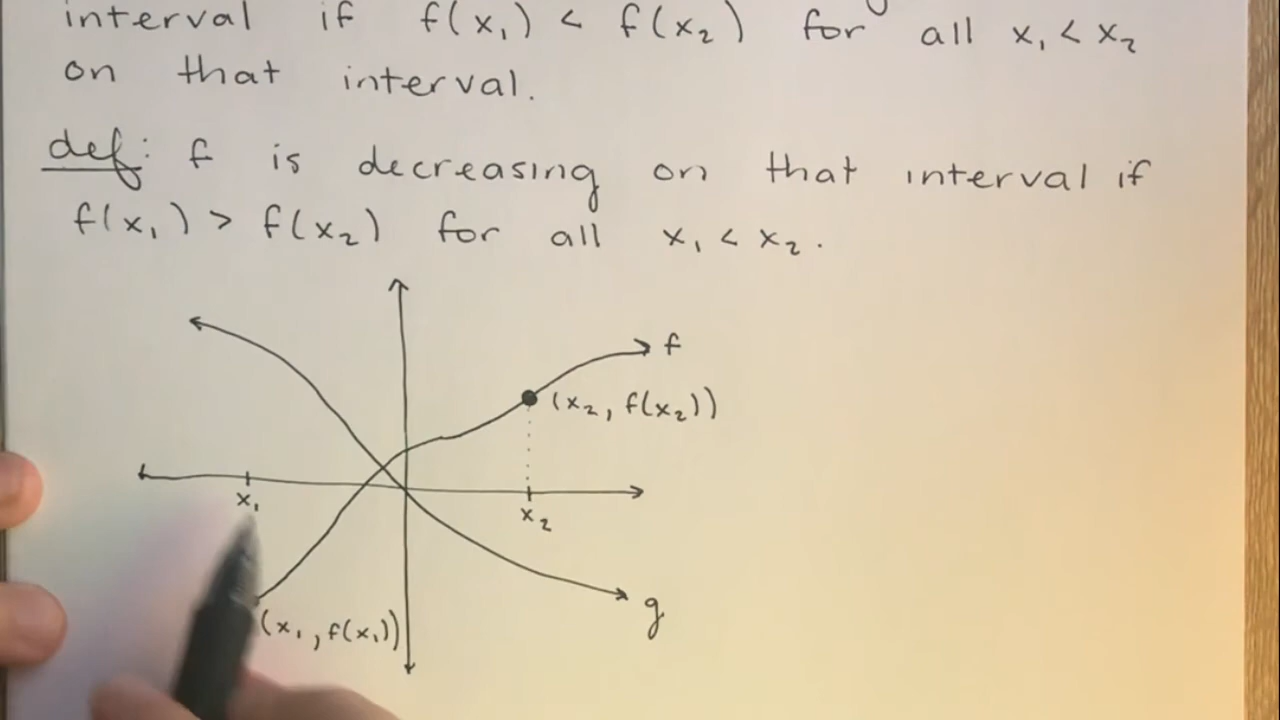 interval if f(x₁) < f(x₂) for all x₁ < x₂
on that interval.
def: f is decreasing on that interval if
f(x₁) > f(x₂) for all x₁ < x₂.
f
(x₂, f(x₂))
x₁
x₂
g
(x₁, f(x₁))